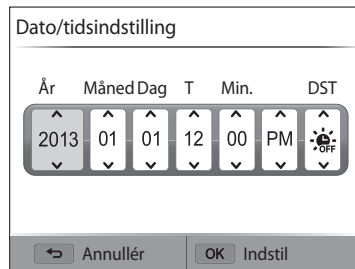 Dato/tidsindstilling
År Måned Dag T Min. DST
2013 01 01 12 00 PM OFF
Annullér OK Indstil